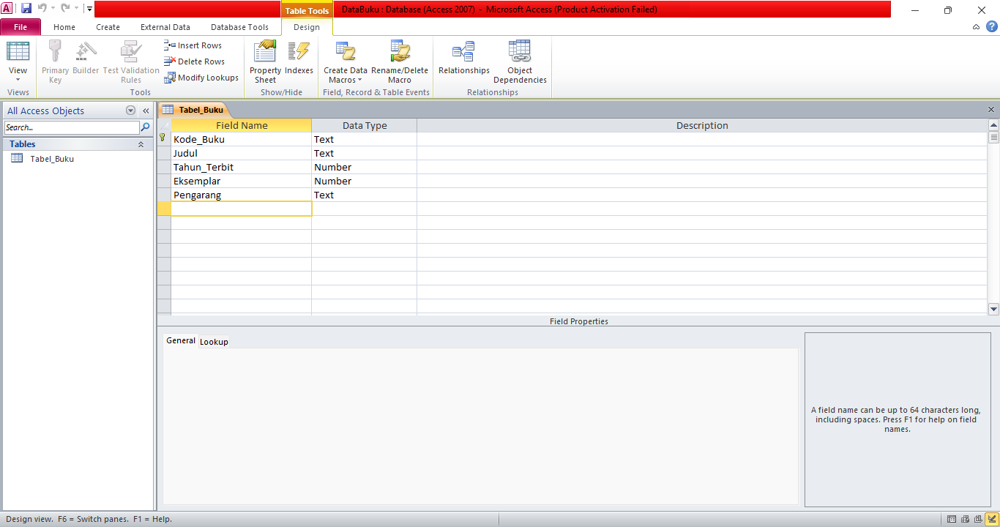 Table Tools
DataBuku : Database (Access 2007) - Microsoft Access (Product Activation Failed)
File Home Create External Data Database Tools Design
View
Primary Key
Builder
Test Validation Rules
Insert Rows
Delete Rows
Modify Lookups
Property Sheet
Indexes
Create Data Macros
Rename/Delete Macro
Relationships
Object Dependencies
Views Tools Show/Hide Field, Record & Table Events Relationships
All Access Objects
Search...
Tables
Tabel_Buku
Tabel_Buku
Field Name Data Type Description
Kode_Buku Text
Judul Text
Tahun_Terbit Number
Eksemplar Number
Pengarang Text
Field Properties
General Lookup
A field name can be up to 64 characters long,
including spaces. Press F1 for help on field
names.
Design view. F6 = Switch panes. F1 = Help.